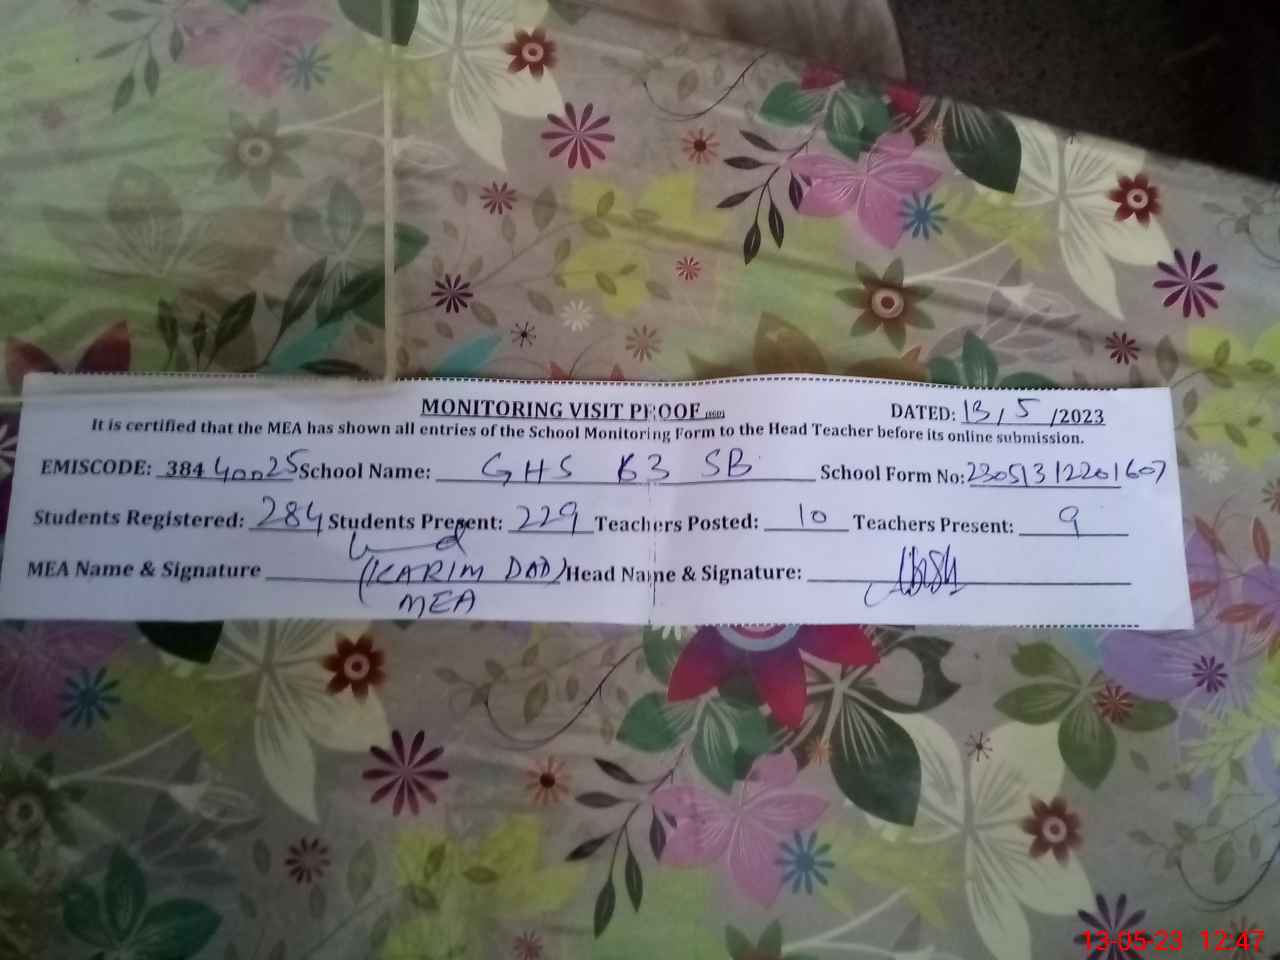 MONITORING VISIT PROOF
DATED: 13/5/2023
It is certified that the MEA has shown all entries of the School Monitoring Form to the Head Teacher before its online submission.
EMISCODE: 38440025 School Name: GHS 63 SB School Form No: 23051312201607
Students Registered: 284 Students Present: 229 Teachers Posted: 10 Teachers Present: 9
MEA Name & Signature (KARIM DAD) Head Name & Signature:
MEA
13-05-23 12:47